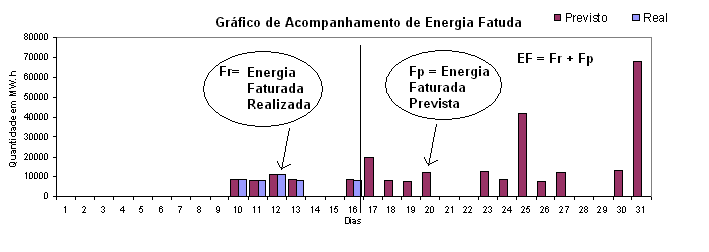 Gráfico de Acompanhamento de Energia Fatuda
Previsto Real
Quantidade em MW.h
80000
70000
60000
50000
40000
30000
20000
10000
0
Fr= Energia
Faturada
Realizada
Fp = Energia
Faturada
Prevista
EF = Fr + Fp
1 2 3 4 5 6 7 8 9 10 11 12 13 14 15 16 17 18 19 20 21 22 23 24 25 26 27 28 29 30 31
Dias